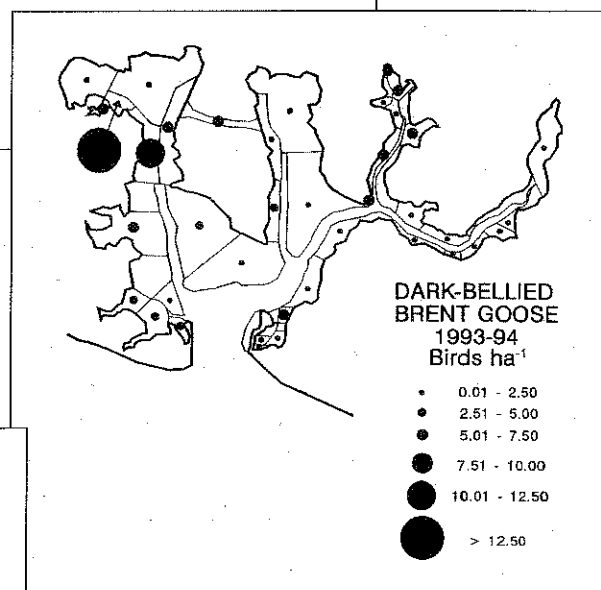 DARK-BELLIED
BRENT GOOSE
1993-94
Birds ha⁻¹
0.01 - 2.50
2.51 - 5.00
5.01 - 7.50
7.51 - 10.00
10.01 - 12.50
> 12.50